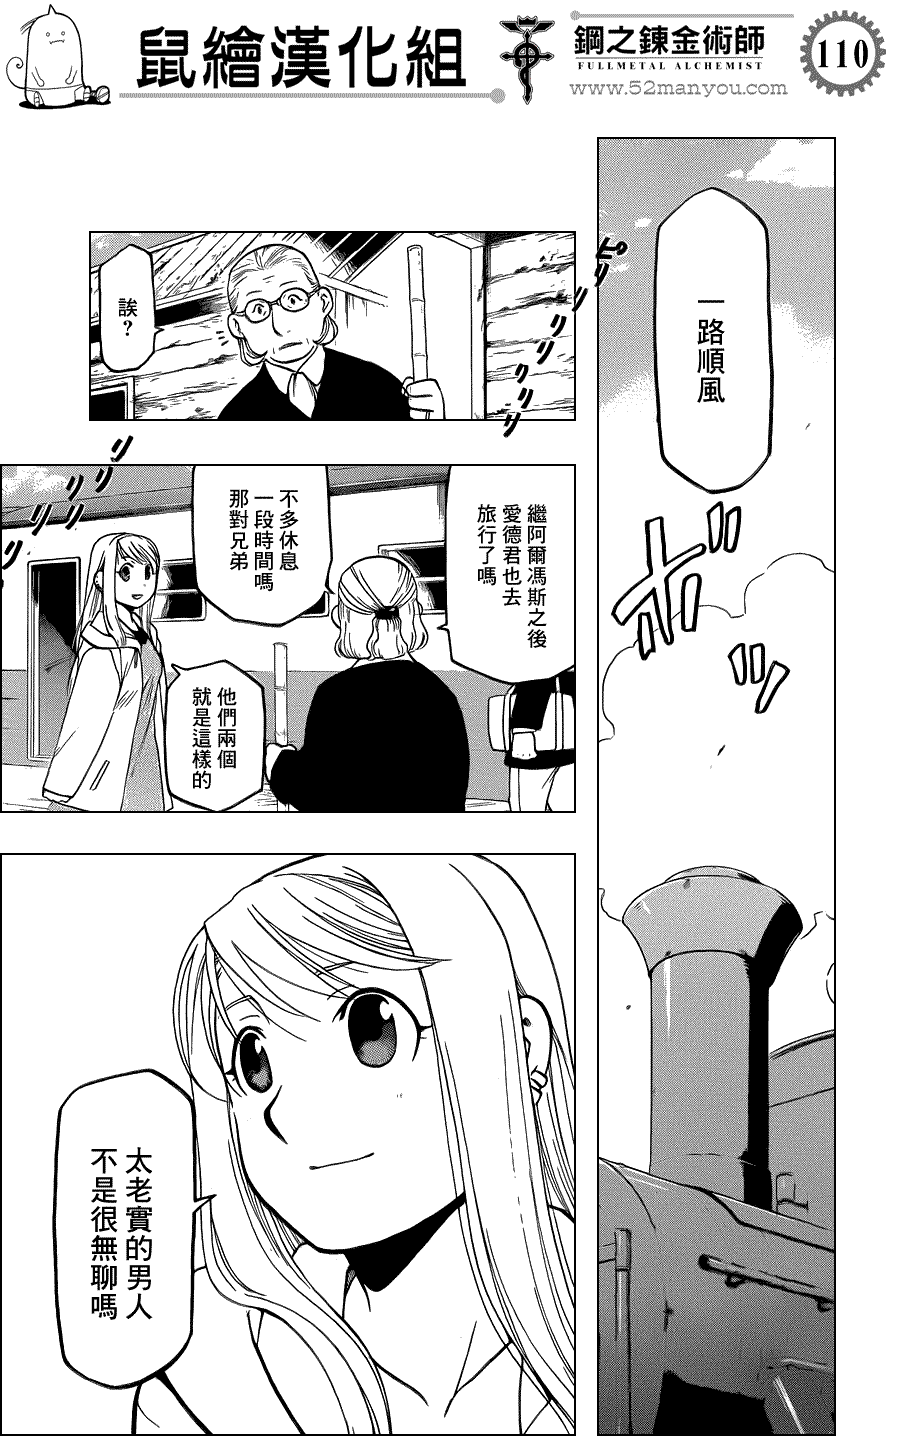 鼠繪漢化組
鋼之鍊金術師
FULLMETAL ALCHEMIST
www.52manyou.com
110
一路順風
ボッ
ッ
ピリリリ
誒?
リリリリリ
繼阿爾馮斯之後
愛德君也去
旅行了嗎
不多休息
一段時間嗎
那對兄弟
他們兩個
就是這樣的
太老實的男人
不是很無聊嗎